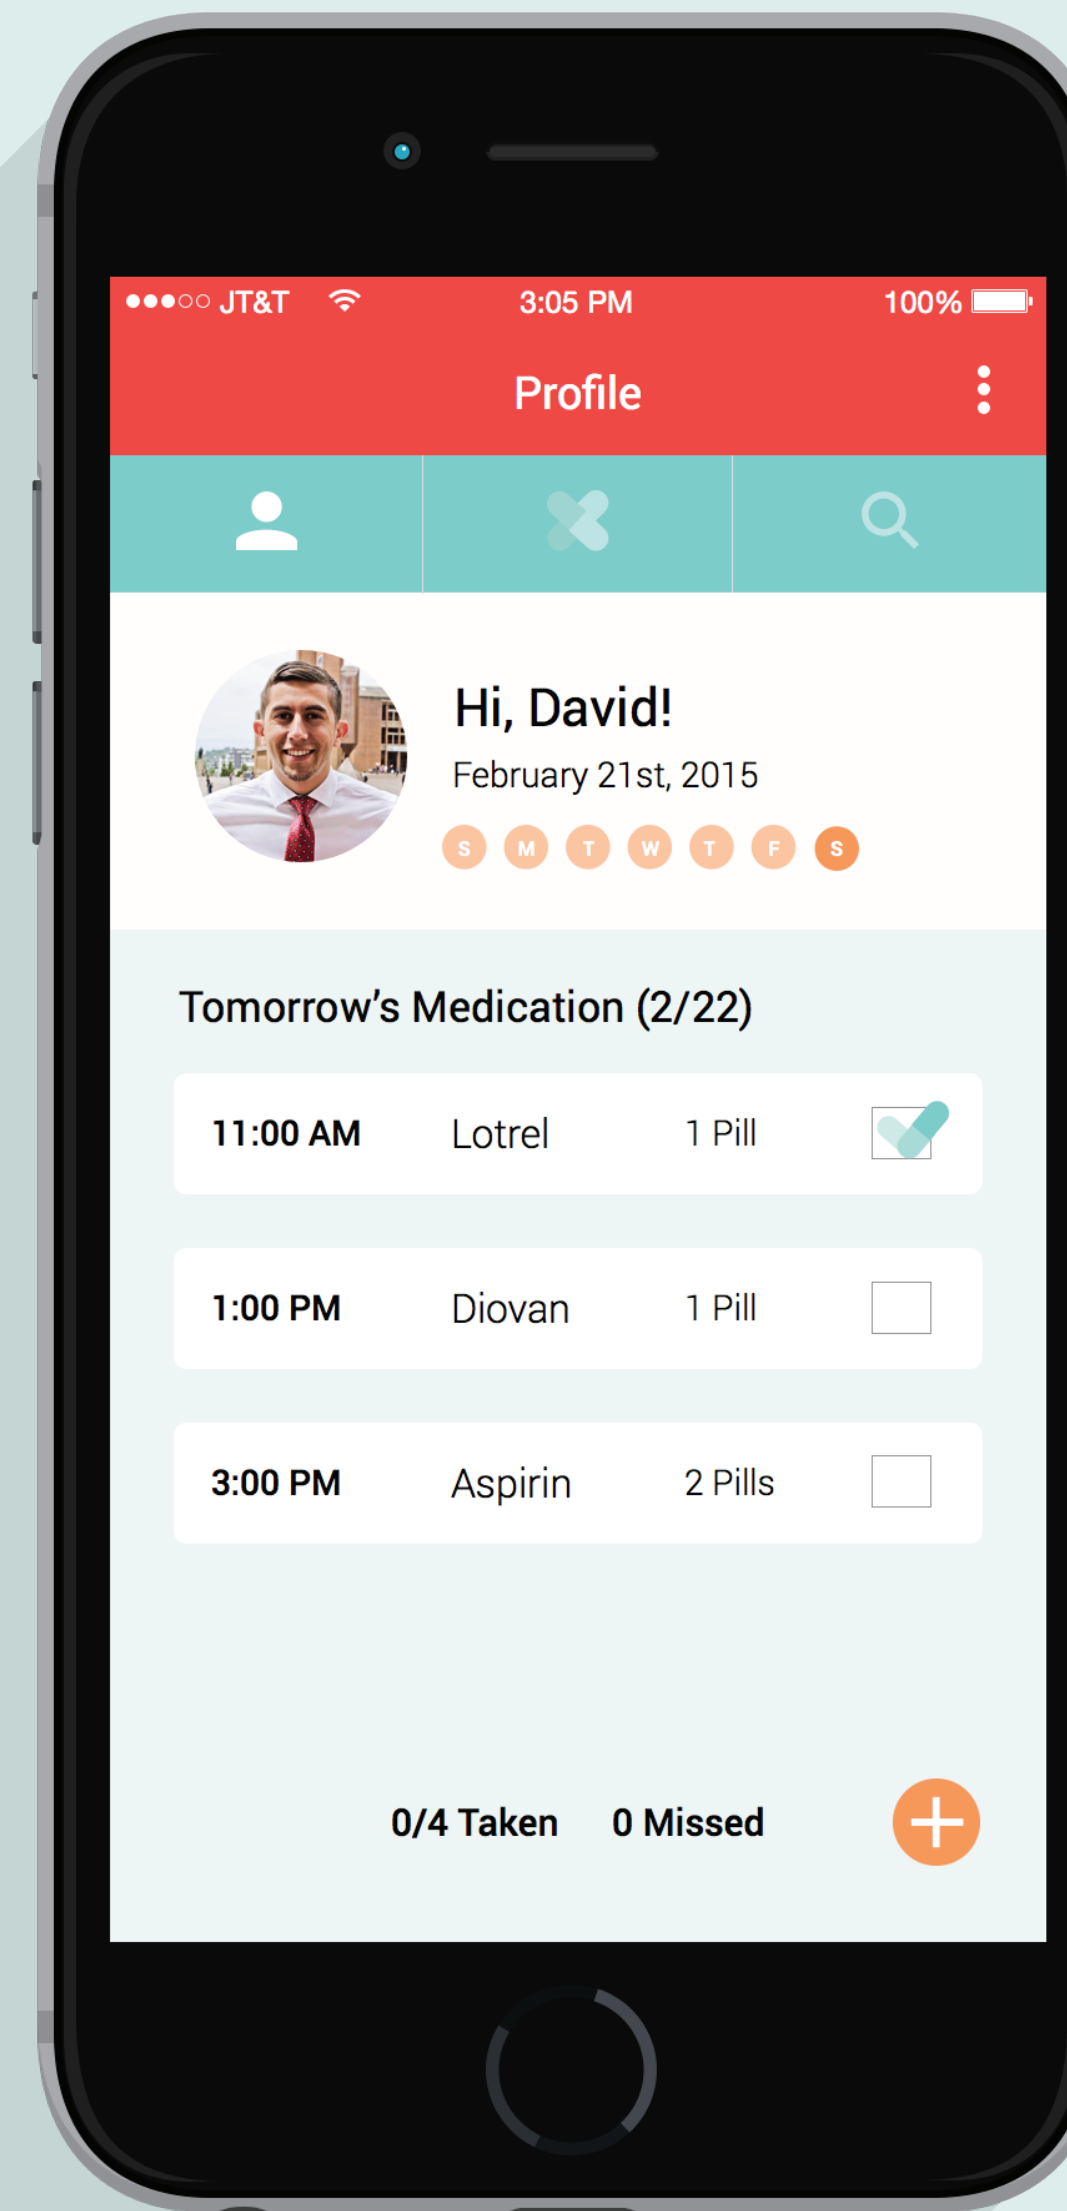 JT&T 3:05 PM 100%
Profile
Hi, David!
February 21st, 2015
S M T W T F S
Tomorrow’s Medication (2/22)
11:00 AM Lotrel 1 Pill
1:00 PM Diovan 1 Pill
3:00 PM Aspirin 2 Pills
0/4 Taken 0 Missed